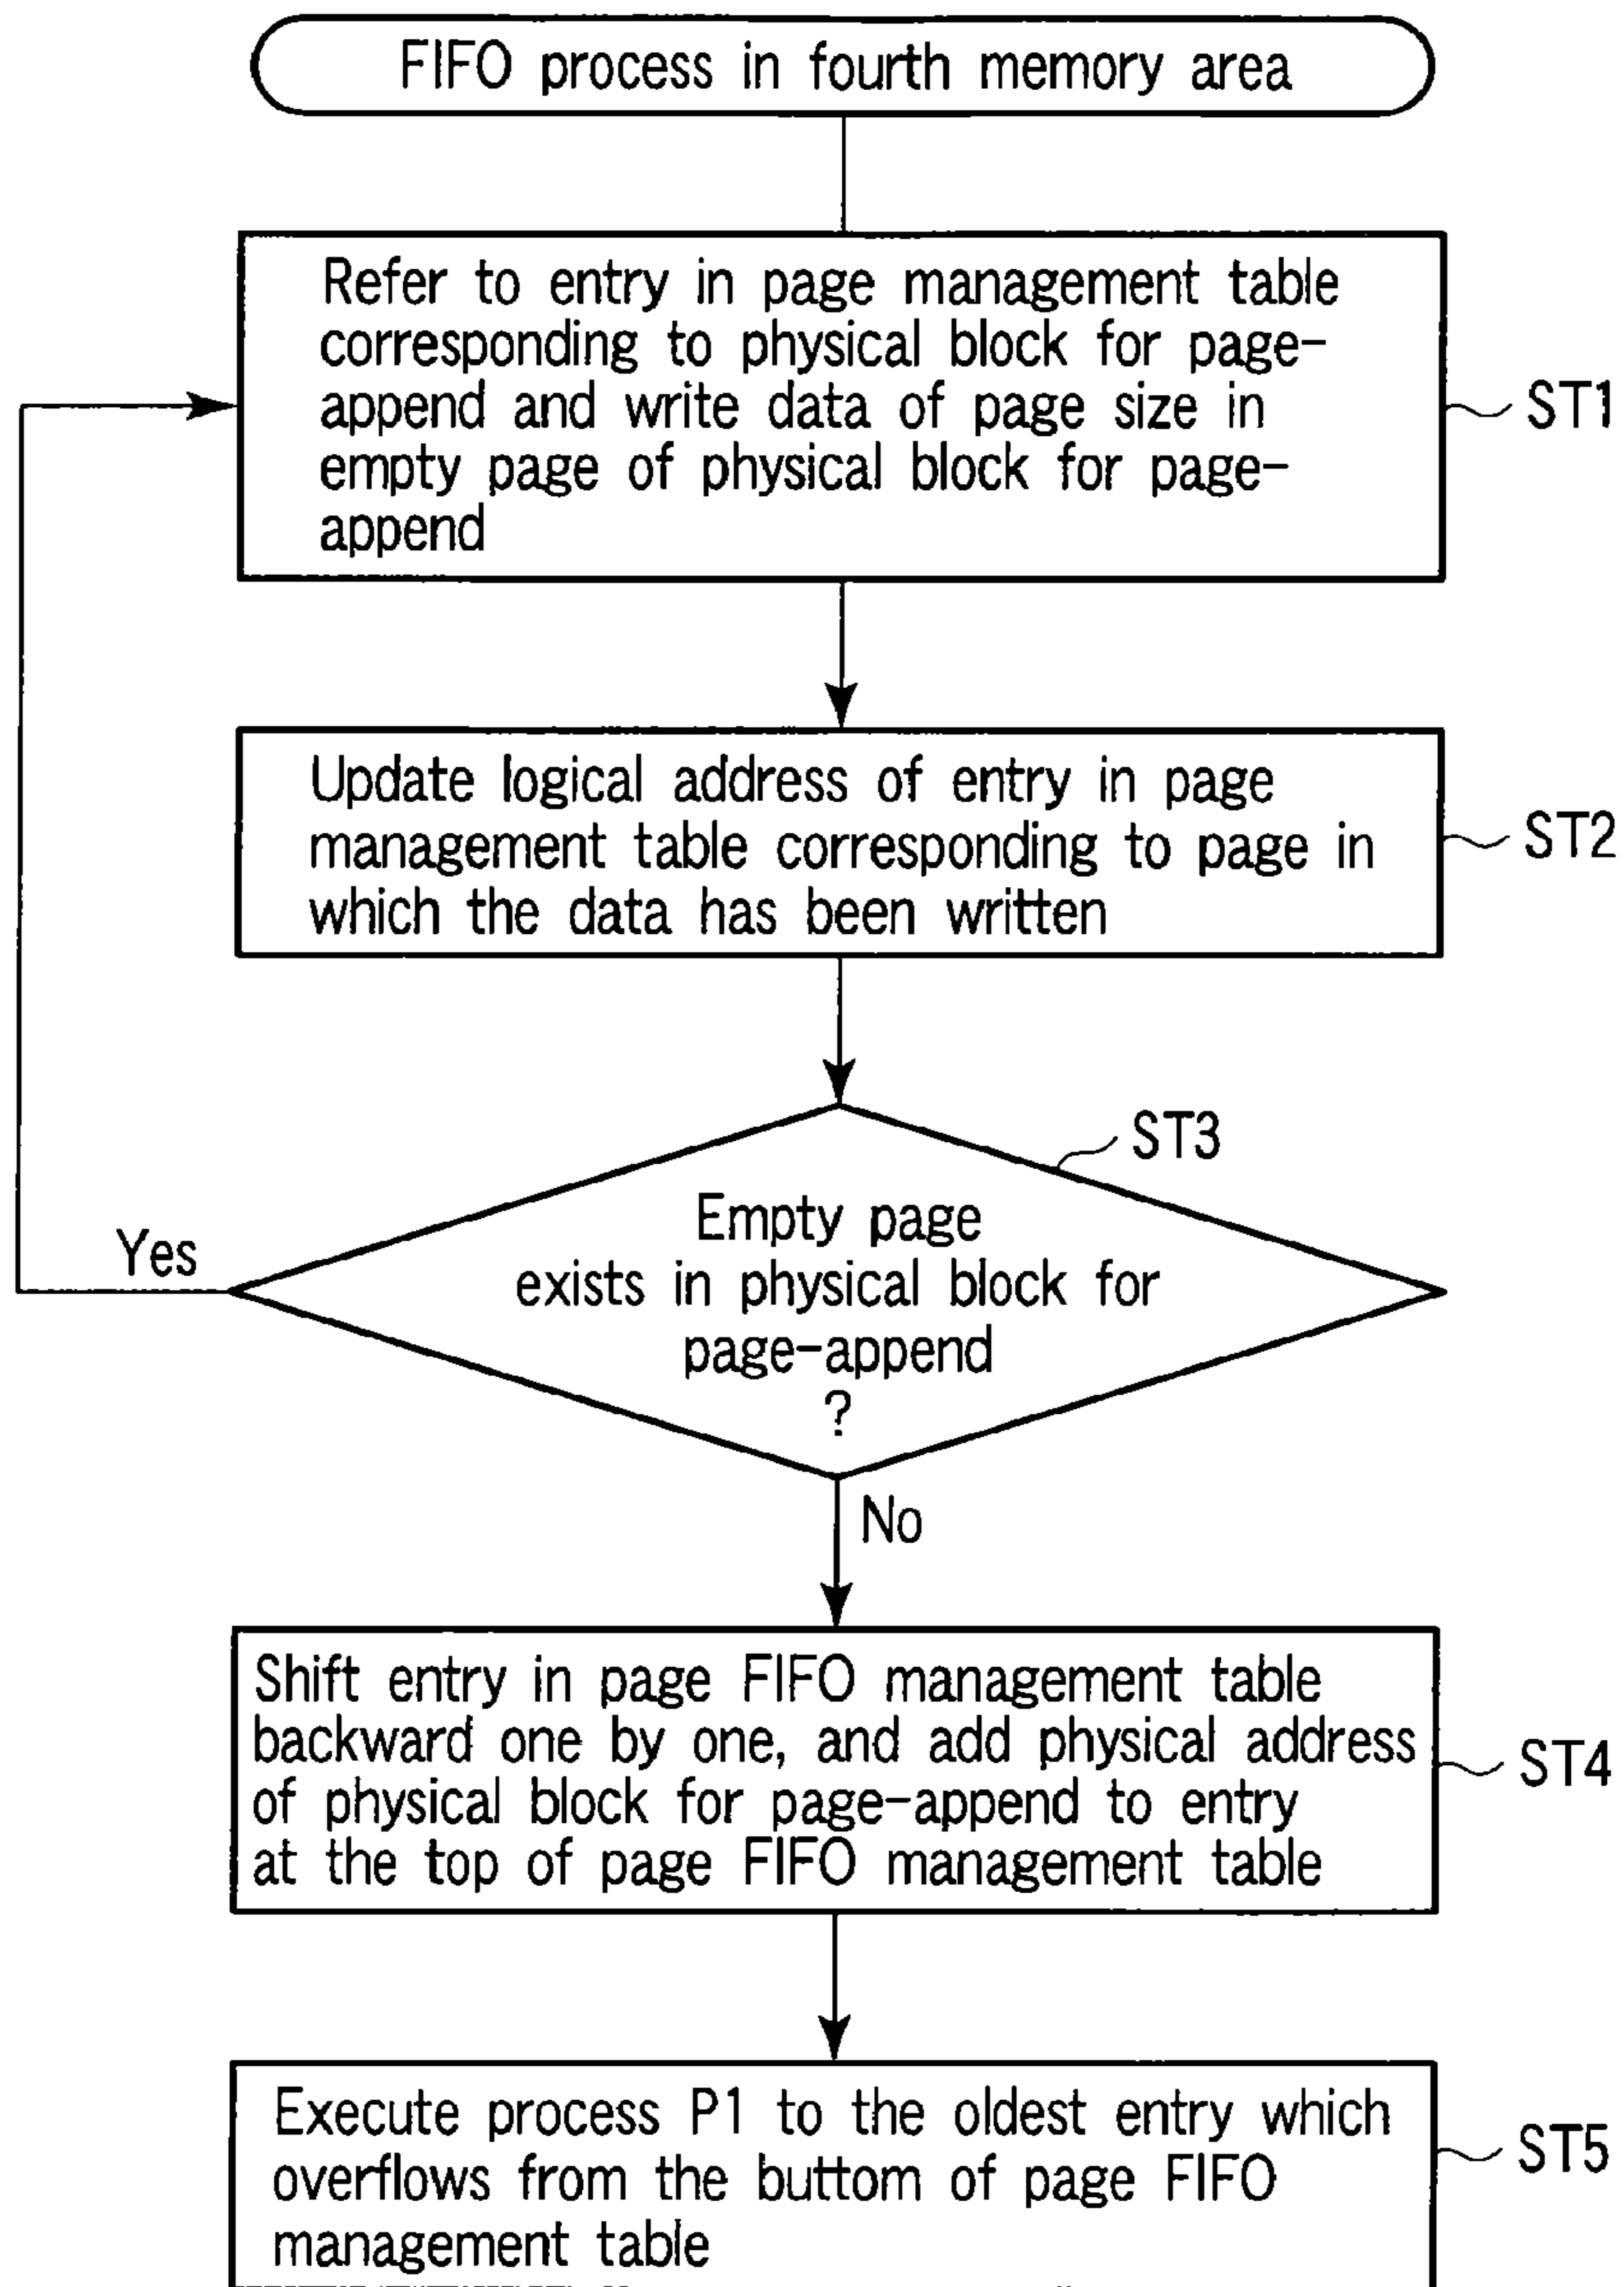 FIFO process in fourth memory area
Refer to entry in page management table
corresponding to physical block for page-
append and write data of page size in
empty page of physical block for page-
append
ST1
Update logical address of entry in page
management table corresponding to page in
which the data has been written
ST2
ST3
Empty page
exists in physical block for
page-append
?
Yes
No
Shift entry in page FIFO management table
backward one by one, and add physical address
of physical block for page-append to entry
at the top of page FIFO management table
ST4
Execute process P1 to the oldest entry which
overflows from the buttom of page FIFO
management table
ST5